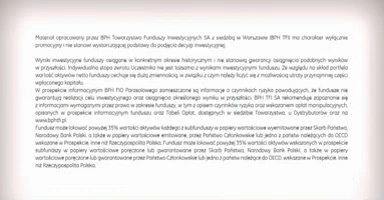 Materiał opracowany przez BPH Towarzystwo Funduszy Inwestycyjnych SA z siedzibą w Warszawie (BPH TFI) ma charakter wyłącznie
promocyjny i nie stanowi wystarczającej podstawy do podjęcia decyzji inwestycyjnej.
Wyniki inwestycyjne funduszy osiągane w konkretnym okresie historycznym i nie stanowią gwarancji osiągnięcia podobnych wyników
w przyszłości. Indywidualna stopa zwrotu Uczestnika nie jest tożsama z wynikami inwestycyjnymi funduszu. Ze względu na skład portfela
wartość aktywów netto funduszy cechuje się dużą zmiennością, w związku z czym należy liczyć się z możliwością utraty przynajmniej części
wpłaconego kapitału.
W prospekcie informacyjnym BPH FIO Parasolowego zamieszczone są informacje o czynnikach ryzyka powodujących, że fundusze nie
gwarantują realizacji celu inwestycyjnego oraz osiągnięcia określonego wyniku w przyszłości. BPH TFI SA rekomenduje zapoznanie się
z informacjami wymaganymi przez prawo w zakresie funduszy, w tym z opisem czynników ryzyka oraz wskazaniem opłat manipulacyjnych,
opisanych w prospekcie informacyjnym funduszu oraz Tabeli Opłat, dostępnych w siedzibie Towarzystwa, u Dystrybutorów oraz na
www.bphtfi.pl
Fundusz może lokować powyżej 35% wartości aktywów każdego z subfunduszy w papiery wartościowe wyemitowane przez Skarb Państwa,
Narodowy Bank Polski, a także w papiery wartościowe emitowane, przez Państwo Członkowskie lub jedno z państw należących do OECD
wskazane w Prospekcie, inne niż Rzeczpospolita Polska. Fundusz może lokować powyżej 35% wartości aktywów wskazanych w prospekcie
subfunduszy w papiery wartościowe poręczone lub gwarantowane przez Skarb Państwa, Narodowy Bank Polski, a także w papiery
wartościowe poręczone lub gwarantowane przez Państwo Członkowskie lub jedno z państw należących do OECD, wskazane w Prospekcie, inne
niż Rzeczpospolita Polska.